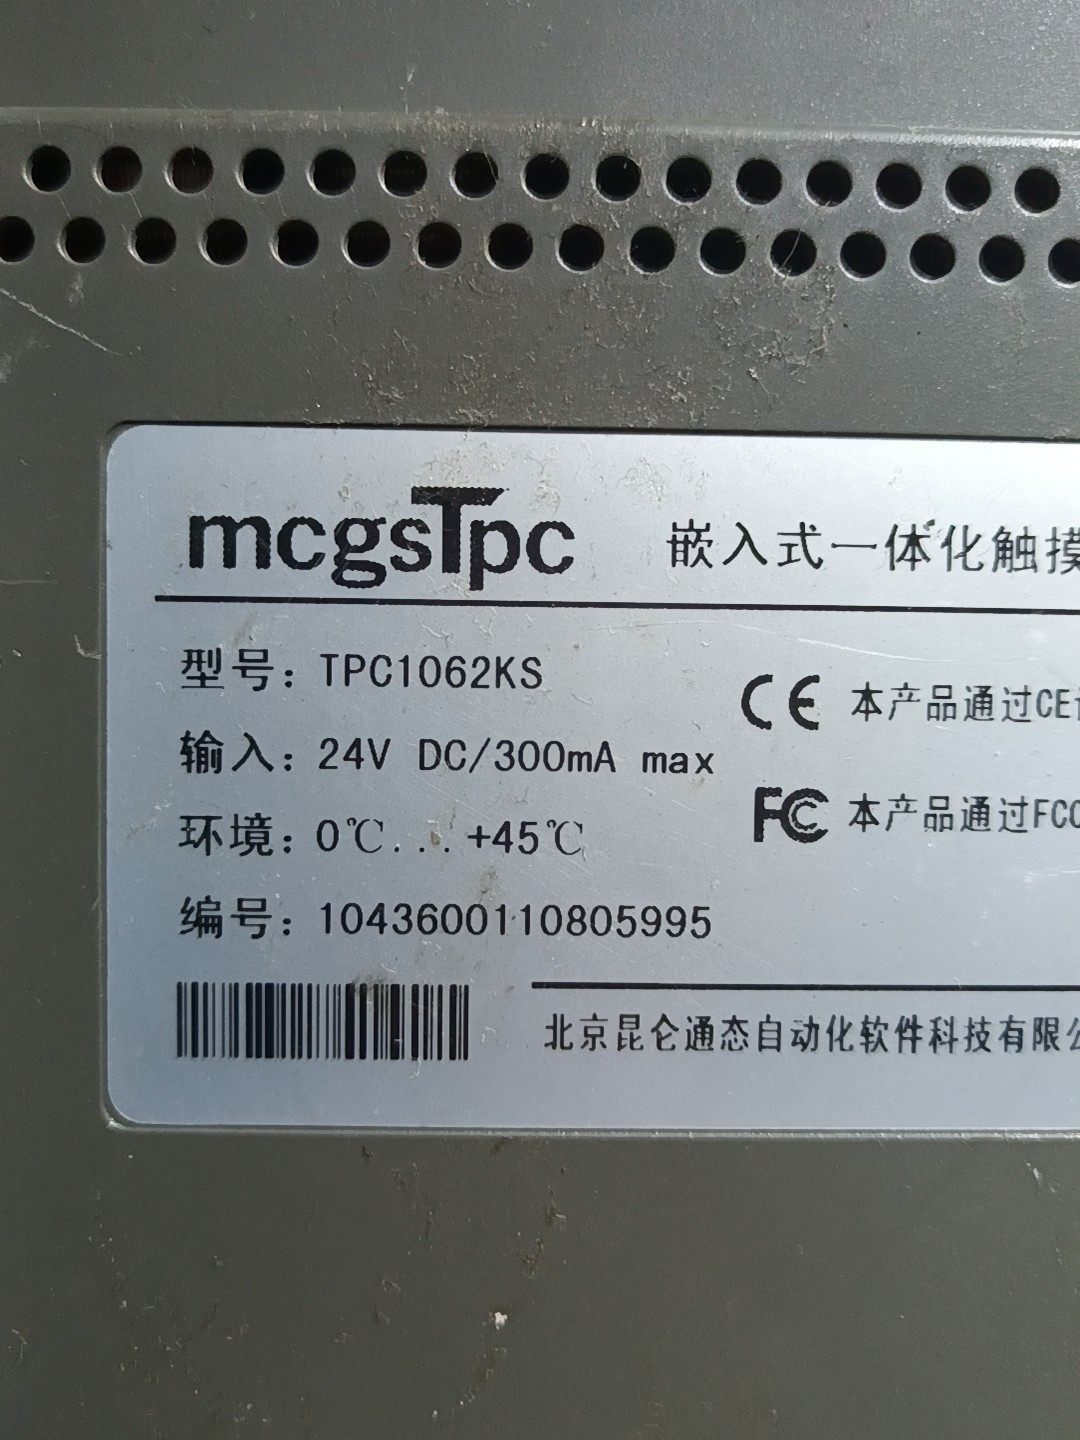 mcgsTpc 嵌入式一体化触摸
型号：TPC1062KS
输入：24V DC/300mA max
环境：0℃...+45℃
编号：1043600110805995
CE 本产品通过CE
FC 本产品通过FCC
北京昆仑通态自动化软件科技有限公